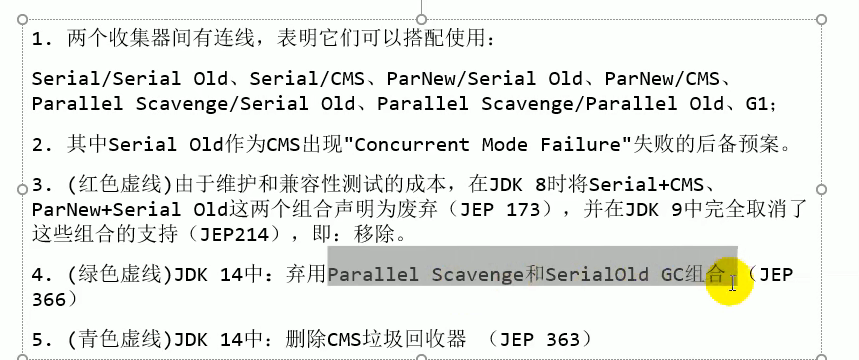 1. 两个收集器间有连线，表明它们可以搭配使用：
Serial/Serial Old、Serial/CMS、ParNew/Serial Old、ParNew/CMS、
Parallel Scavenge/Serial Old、Parallel Scavenge/Parallel Old、G1；
2. 其中Serial Old作为CMS出现"Concurrent Mode Failure"失败的后备预案。
3. (红色虚线)由于维护和兼容性测试的成本，在JDK 8时将Serial+CMS、
ParNew+Serial Old这两个组合声明为废弃（JEP 173），并在JDK 9中完全取消了
这些组合的支持（JEP214），即：移除。
4. (绿色虚线)JDK 14中：弃用Parallel Scavenge和SerialOld GC组合 （JEP
366）
5. (青色虚线)JDK 14中：删除CMS垃圾回收器 （JEP 363）